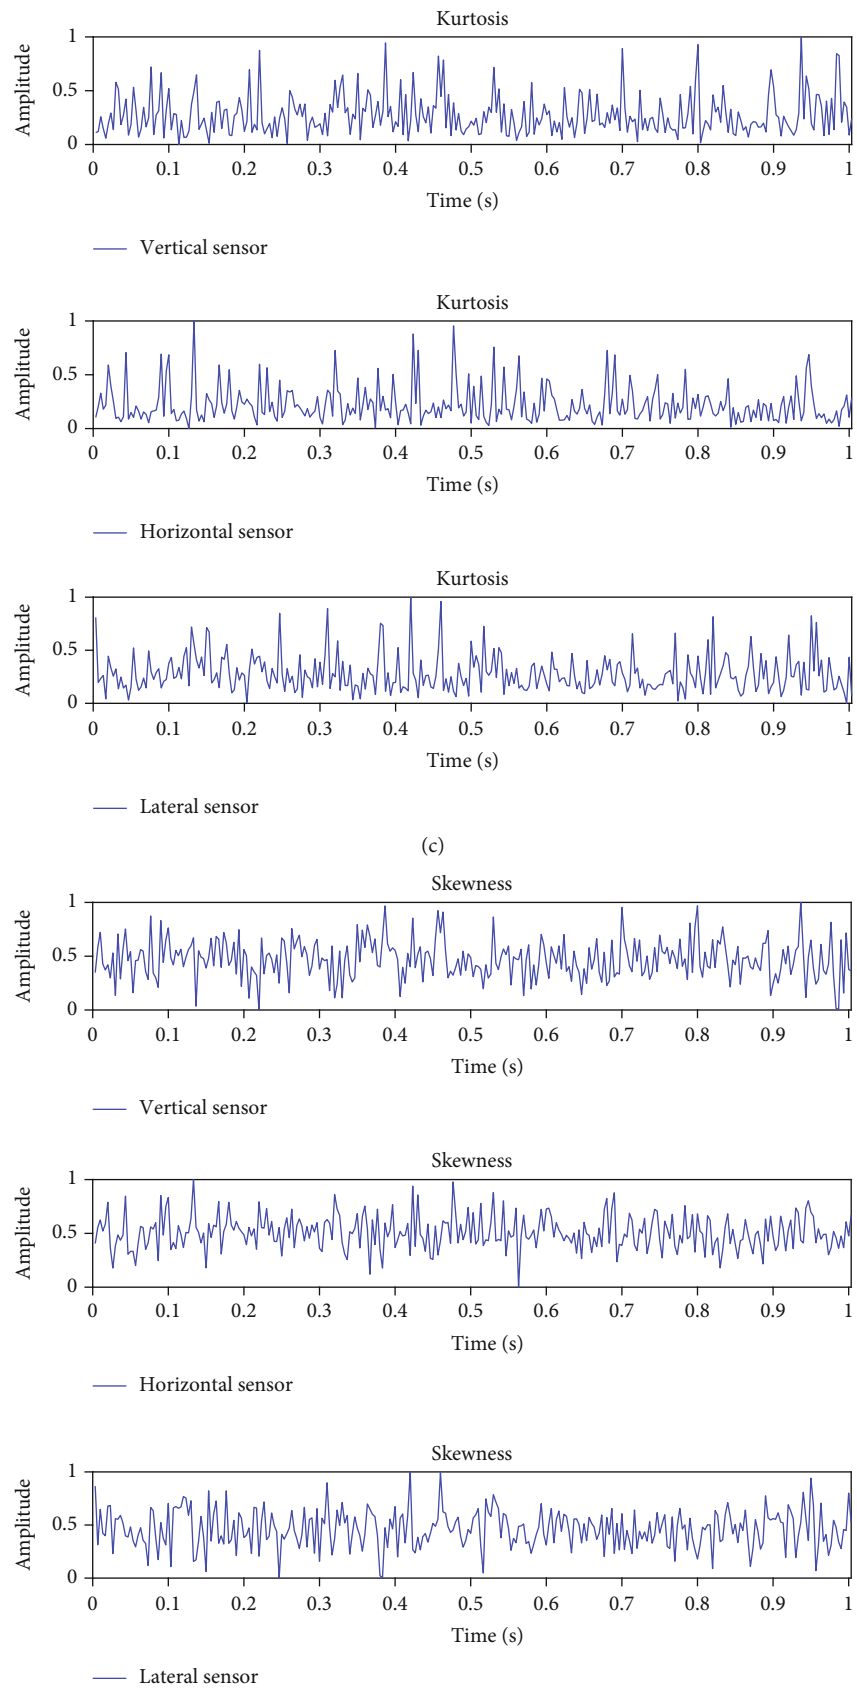 Kurtosis
Amplitude
1
0.5
0
0 0.1 0.2 0.3 0.4 0.5 0.6 0.7 0.8 0.9 1
Time (s)
Vertical sensor
Kurtosis
Amplitude
1
0.5
0
0 0.1 0.2 0.3 0.4 0.5 0.6 0.7 0.8 0.9 1
Time (s)
Horizontal sensor
Kurtosis
Amplitude
1
0.5
0
0 0.1 0.2 0.3 0.4 0.5 0.6 0.7 0.8 0.9 1
Time (s)
Lateral sensor
(c)
Skewness
Amplitude
1
0.5
0
0 0.1 0.2 0.3 0.4 0.5 0.6 0.7 0.8 0.9 1
Time (s)
Vertical sensor
Skewness
Amplitude
1
0.5
0
0 0.1 0.2 0.3 0.4 0.5 0.6 0.7 0.8 0.9 1
Time (s)
Horizontal sensor
Skewness
Amplitude
1
0.5
0
0 0.1 0.2 0.3 0.4 0.5 0.6 0.7 0.8 0.9 1
Time (s)
Lateral sensor